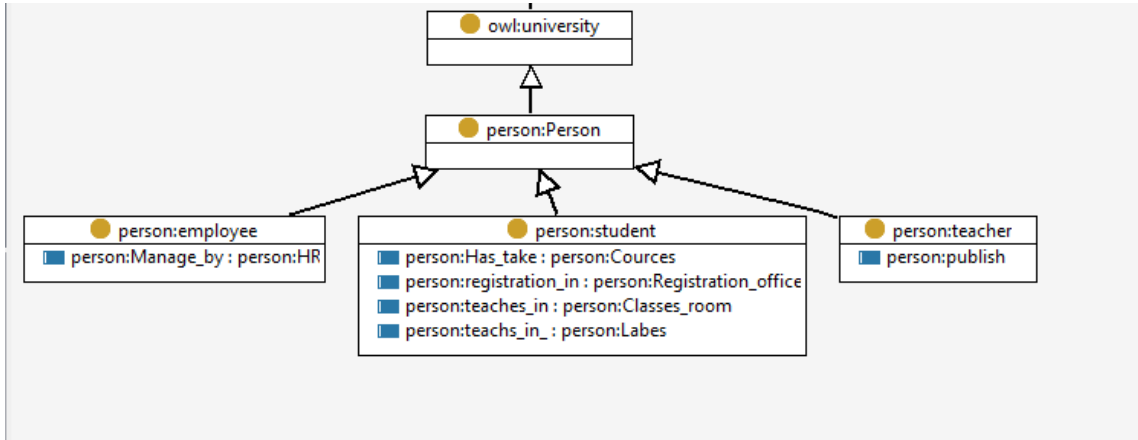 owl:university
person:Person
person:employee
person:Manage_by : person:HR
person:student
person:Has_take : person:Cources
person:registration_in : person:Registration_office
person:teaches_in : person:Classes_room
person:teachs_in_ : person:Labes
person:teacher
person:publish